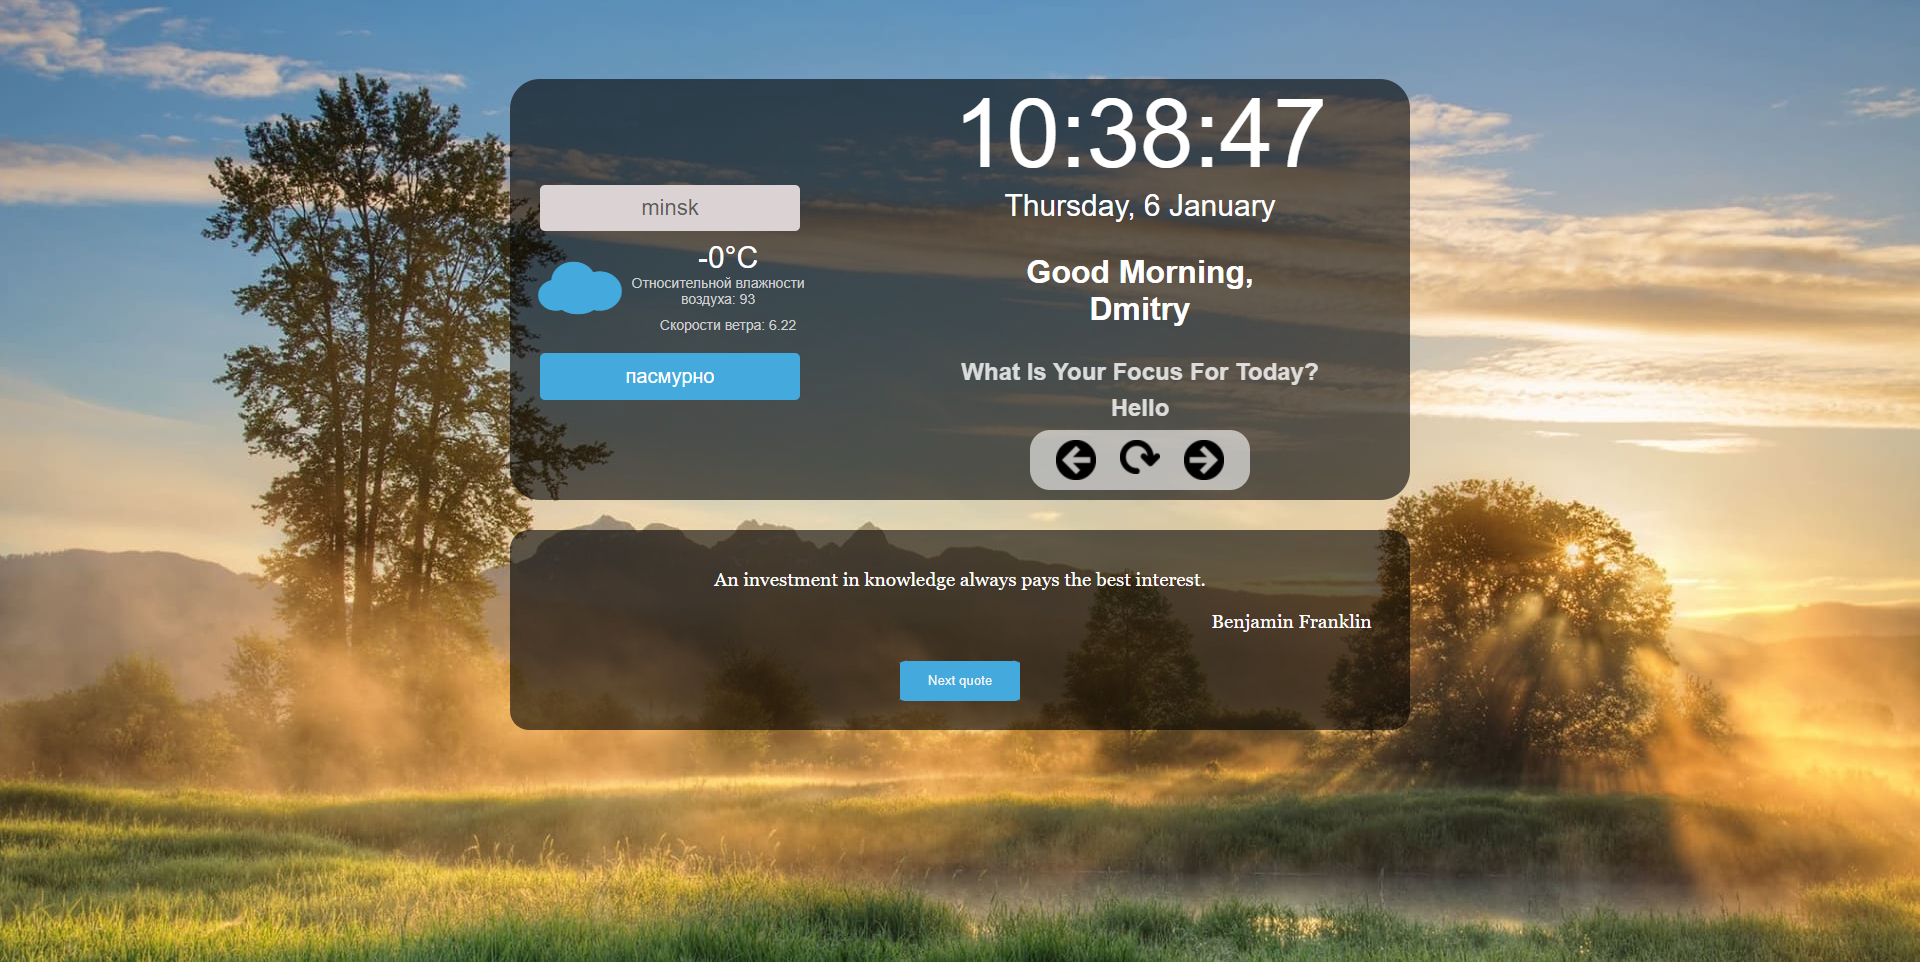 minsk
-0°C
Относительной влажности
воздуха: 93
Скорости ветра: 6.22
пасмурно
10:38:47
Thursday, 6 January
Good Morning,
Dmitry
What Is Your Focus For Today?
Hello
An investment in knowledge always pays the best interest.
Benjamin Franklin
Next quote